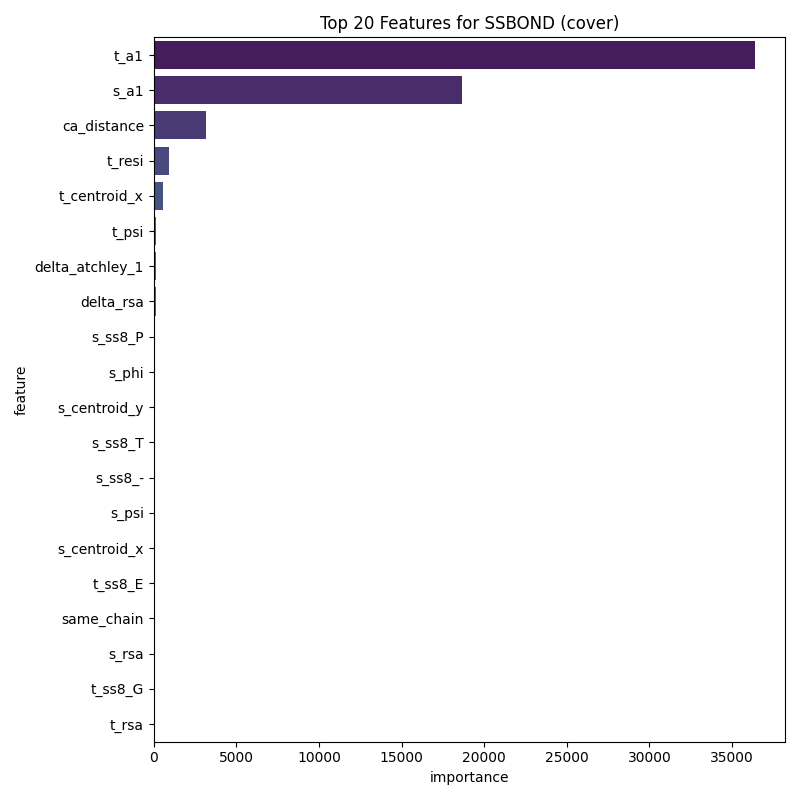 Top 20 Features for SSBOND (cover)
t_a1
s_a1
ca_distance
t_resi
t_centroid_x
t_psi
delta_atchley_1
delta_rsa
s_ss8_P
s_phi
s_centroid_y
s_ss8_T
s_ss8_-
s_psi
s_centroid_x
t_ss8_E
same_chain
s_rsa
t_ss8_G
t_rsa
feature
0 5000 10000 15000 20000 25000 30000 35000
importance